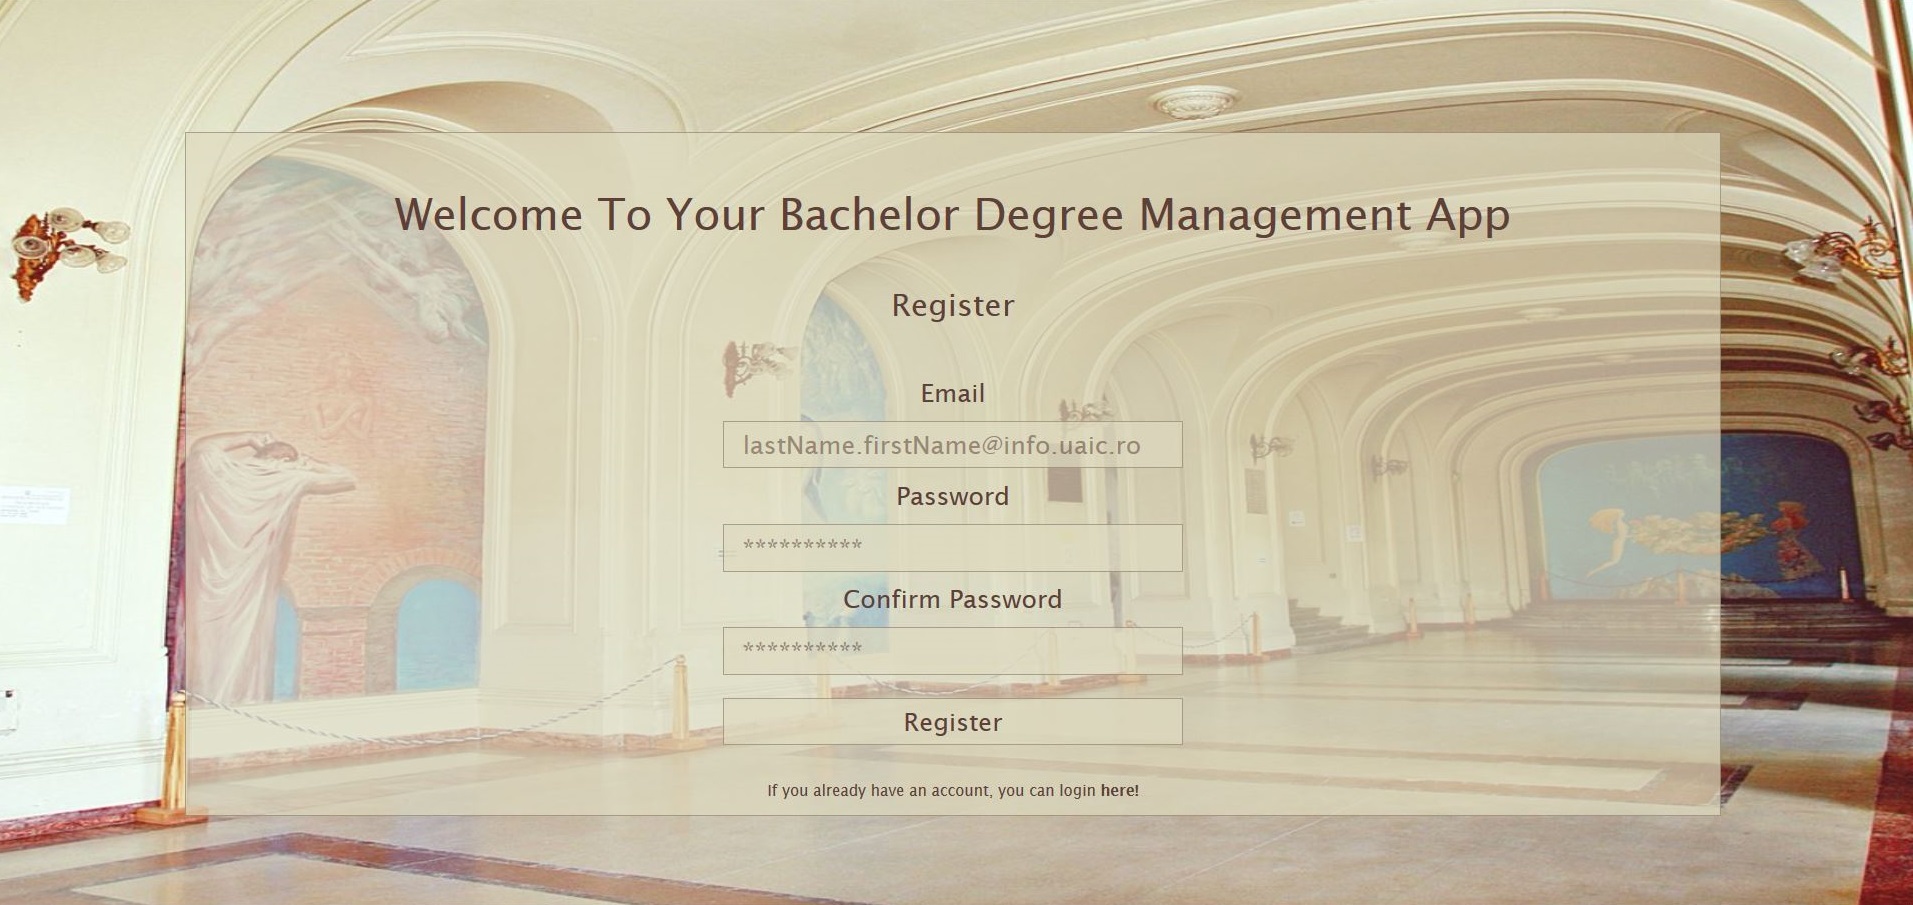 Welcome To Your Bachelor Degree Management App
Register
Email
lastName.firstName@info.uaic.ro
Password
**********
Confirm Password
**********
Register
If you already have an account, you can login here!